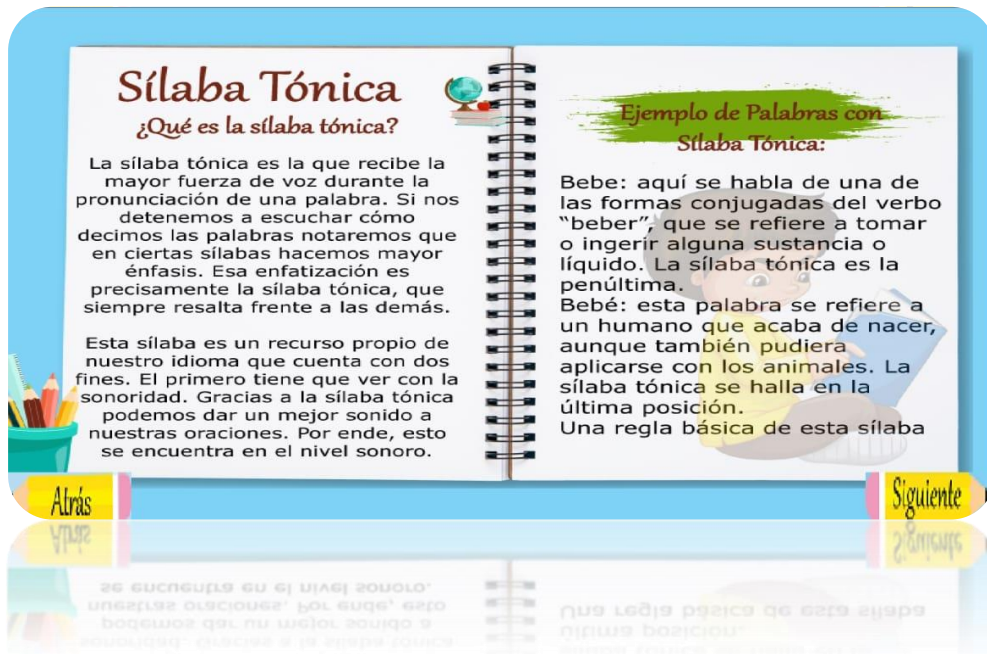 Sílaba Tónica
¿Qué es la sílaba tónica?
La sílaba tónica es la que recibe la
mayor fuerza de voz durante la
pronunciación de una palabra. Si nos
detenemos a escuchar cómo
decimos las palabras notaremos que
en ciertas sílabas hacemos mayor
énfasis. Esa enfatización es
precisamente la sílaba tónica, que
siempre resalta frente a las demás.
Esta sílaba es un recurso propio de
nuestro idioma que cuenta con dos
fines. El primero tiene que ver con la
sonoridad. Gracias a la sílaba tónica
podemos dar un mejor sonido a
nuestras oraciones. Por ende, esto
se encuentra en el nivel sonoro.
Ejemplo de Palabras con
Sílaba Tónica:
Bebe: aquí se habla de una de
las formas conjugadas del verbo
“beber”, que se refiere a tomar
o ingerir alguna sustancia o
líquido. La sílaba tónica es la
penúltima.
Bebé: esta palabra se refiere a
un humano que acaba de nacer,
aunque también pudiera
aplicarse con los animales. La
sílaba tónica se halla en la
última posición.
Una regla básica de esta sílaba
Atrás
Siguiente